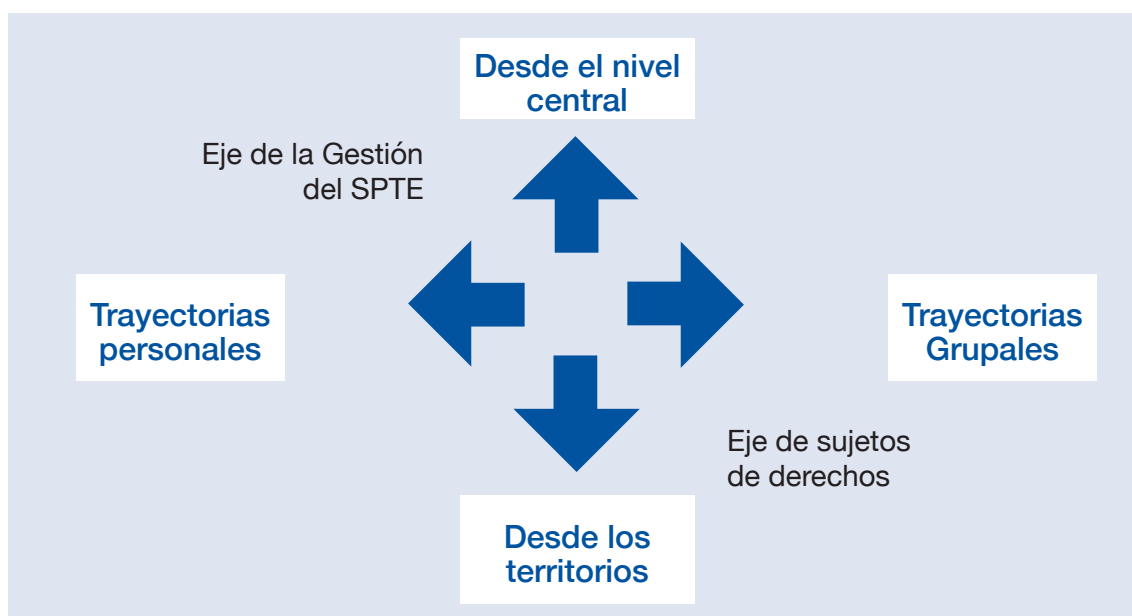 Desde el nivel
central
Eje de la Gestión
del SPTE
Trayectorias
personales
Trayectorias
Grupales
Eje de sujetos
de derechos
Desde los
territorios